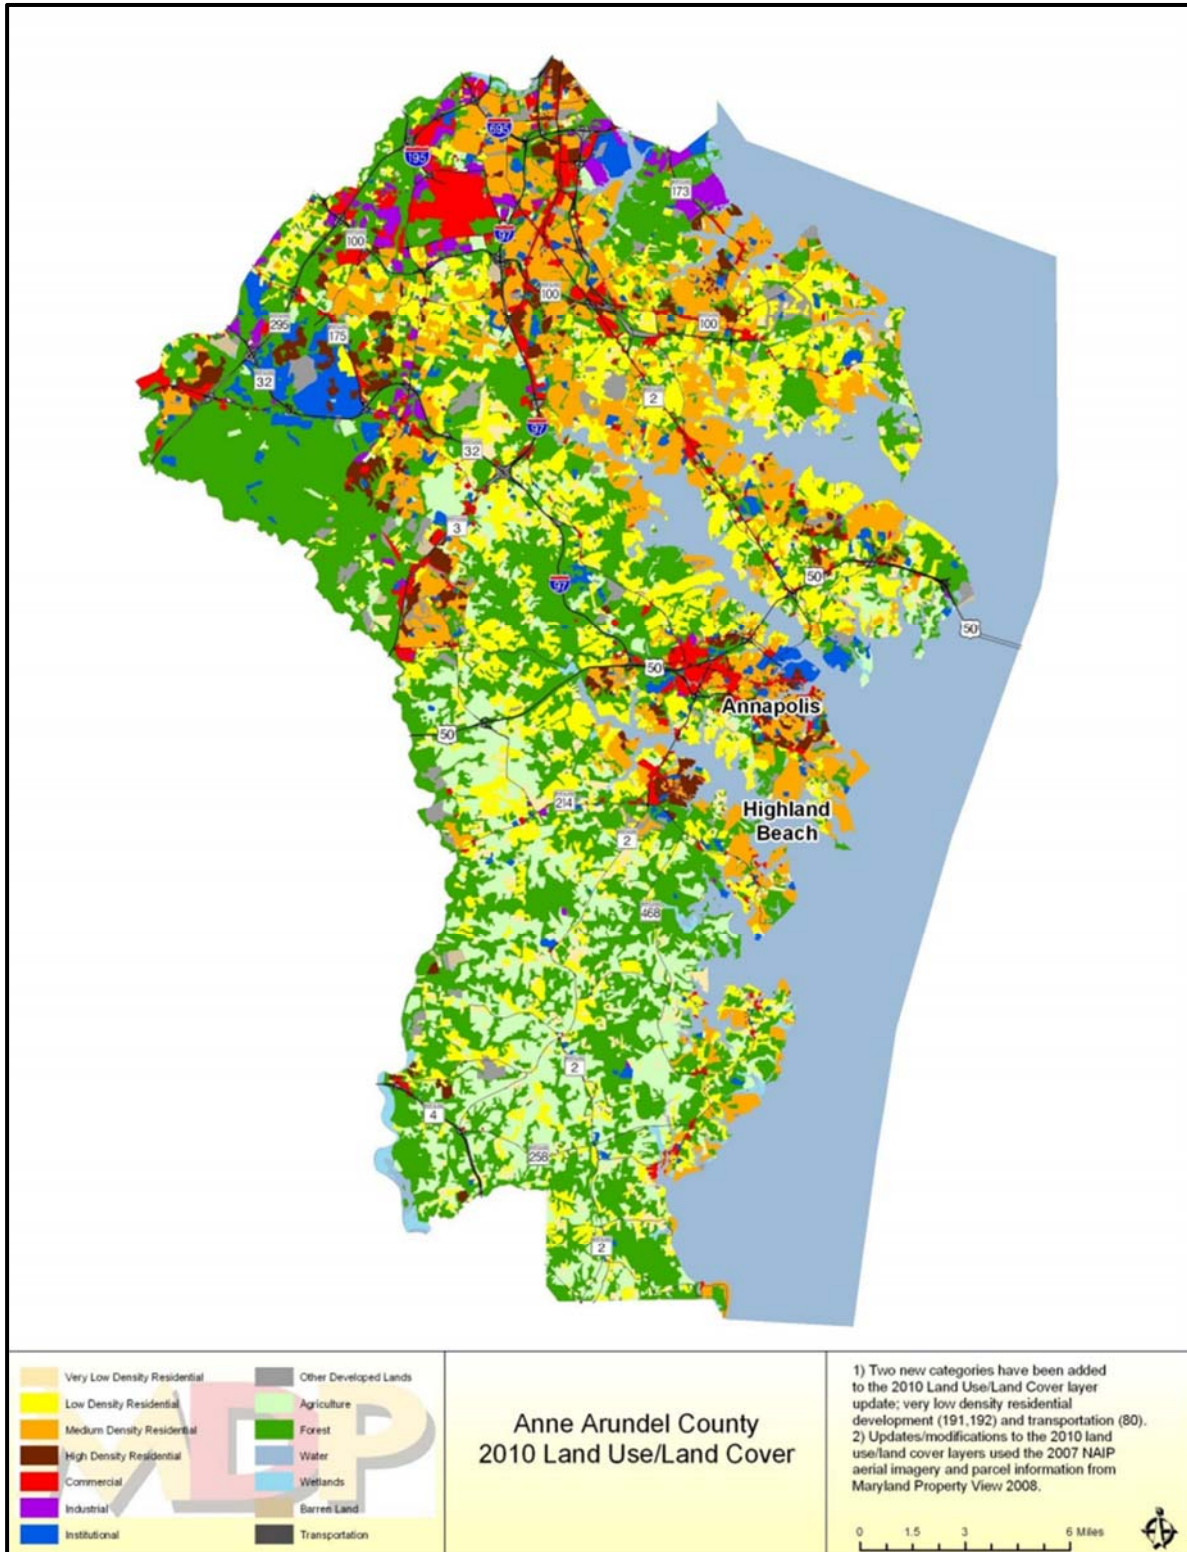 695
195
173
97
100
100
100
295
175
32
2
97
32
3
97
50
50
50
Annapolis
50
214
Highland
Beach
2
468
2
4
258
2
Very Low Density Residential
Low Density Residential
Medium Density Residential
High Density Residential
Commercial
Industrial
Institutional
Other Developed Lands
Agriculture
Forest
Water
Wetlands
Barren Land
Transportation
MDP
Anne Arundel County
2010 Land Use/Land Cover
1) Two new categories have been added
to the 2010 Land Use/Land Cover layer
update; very low density residential
development (191,192) and transportation (80).
2) Updates/modifications to the 2010 land
use/land cover layers used the 2007 NAIP
aerial imagery and parcel information from
Maryland Property View 2008.
0 1.5 3 6 Miles